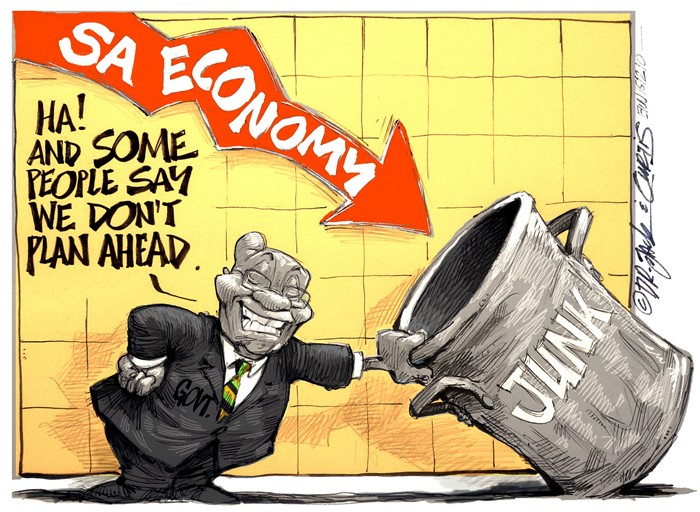 SA ECONOMY
HA!
AND SOME
PEOPLE SAY
WE DON'T
PLAN AHEAD.
GOVT.
JUNK